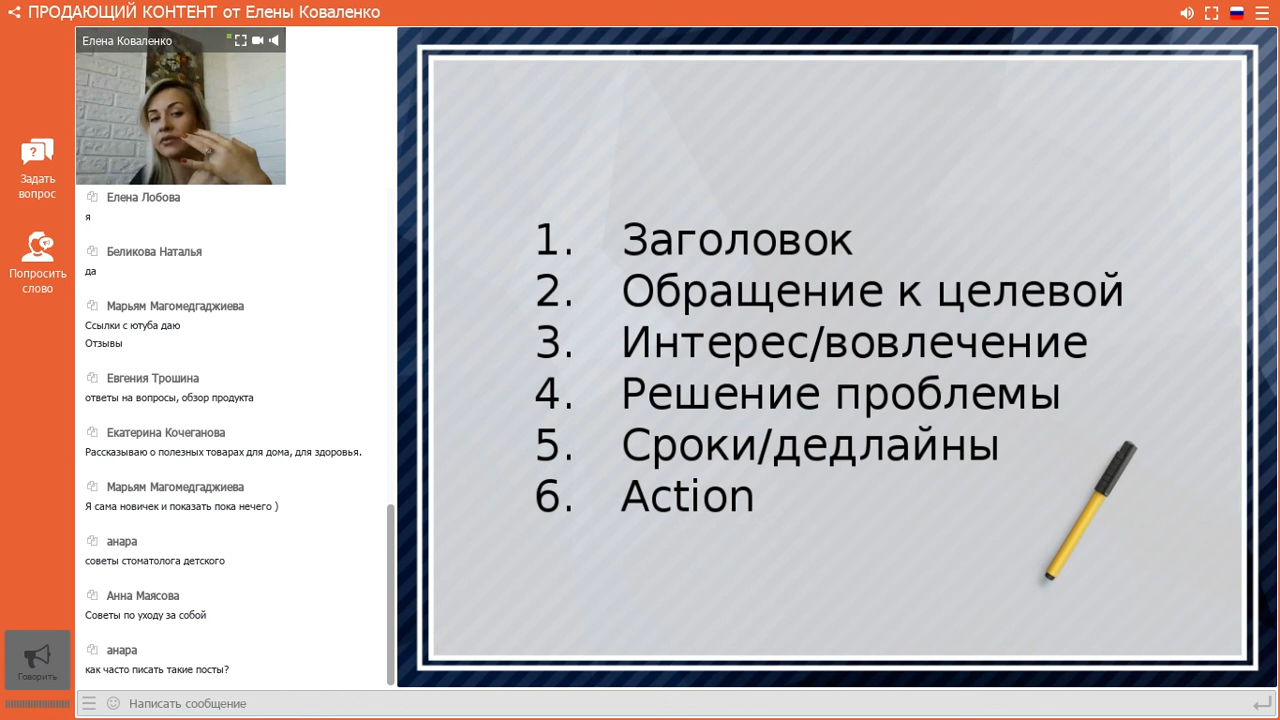 ПРОДАЮЩИЙ КОНТЕНТ от Елены Коваленко
Елена Коваленко
Задать
вопрос
Попросить
слово
Говорить
Елена Лобова
я
Беликова Наталья
да
Марьям Магомедгаджиева
Ссылки с ютуба даю
Отзывы
Евгения Трошина
ответы на вопросы, обзор продукта
Екатерина Кочеганова
Рассказываю о полезных товарах для дома, для здоровья.
Марьям Магомедгаджиева
Я сама новичек и показать пока нечего )
анара
советы стоматолога детского
Анна Маясова
Советы по уходу за собой
анара
как часто писать такие посты?
Написать сообщение
1. Заголовок
2. Обращение к целевой
3. Интерес/вовлечение
4. Решение проблемы
5. Сроки/дедлайны
6. Action